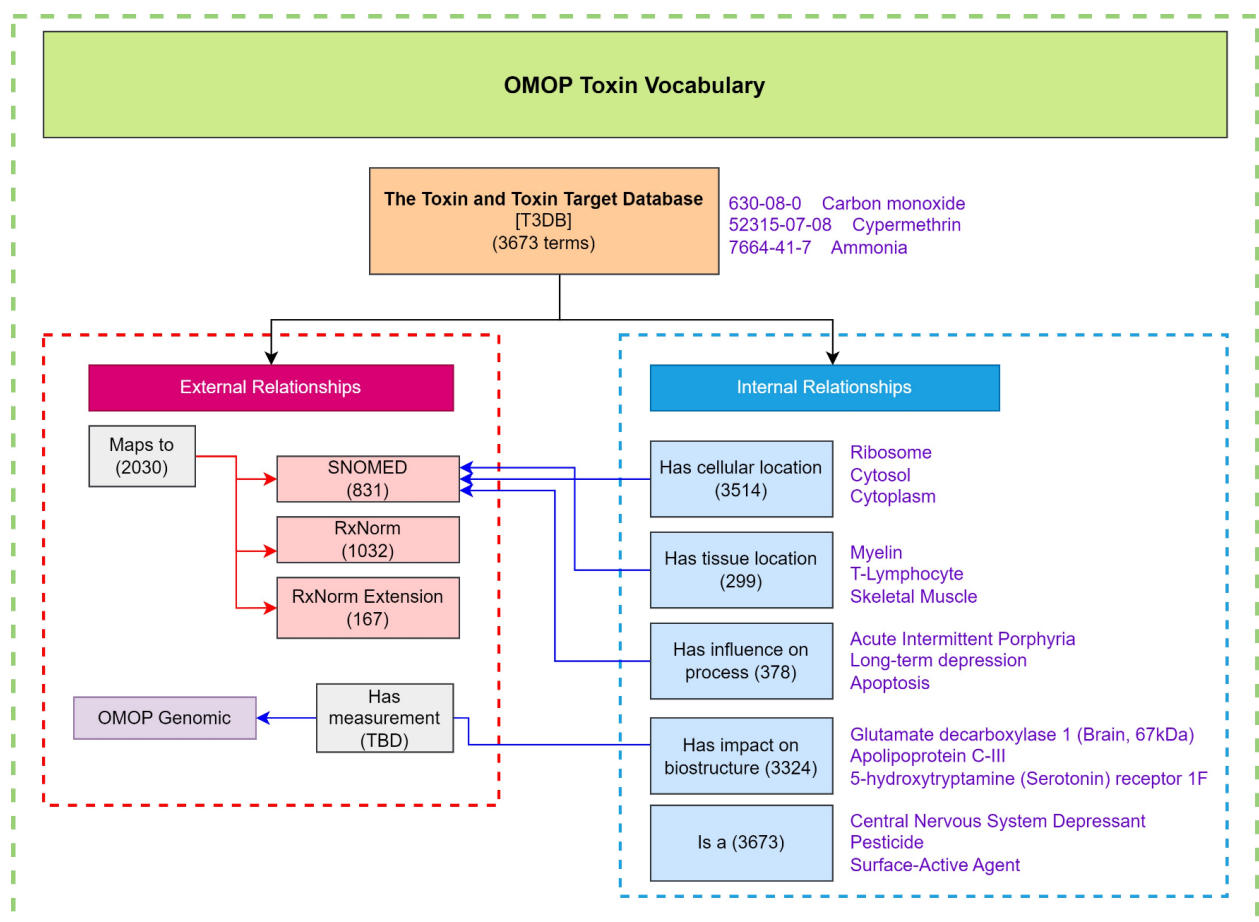 OMOP Toxin Vocabulary
The Toxin and Toxin Target Database
[T3DB]
(3673 terms)
630-08-0 Carbon monoxide
52315-07-08 Cypermethrin
7664-41-7 Ammonia
External Relationships
Maps to
(2030)
SNOMED
(831)
RxNorm
(1032)
RxNorm Extension
(167)
OMOP Genomic
Has
measurement
(TBD)
Internal Relationships
Has cellular location
(3514)
Ribosome
Cytosol
Cytoplasm
Has tissue location
(299)
Myelin
T-Lymphocyte
Skeletal Muscle
Has influence on
process (378)
Acute Intermittent Porphyria
Long-term depression
Apoptosis
Has impact on
biostructure (3324)
Glutamate decarboxylase 1 (Brain, 67kDa)
Apolipoprotein C-III
5-hydroxytryptamine (Serotonin) receptor 1F
Is a (3673)
Central Nervous System Depressant
Pesticide
Surface-Active Agent